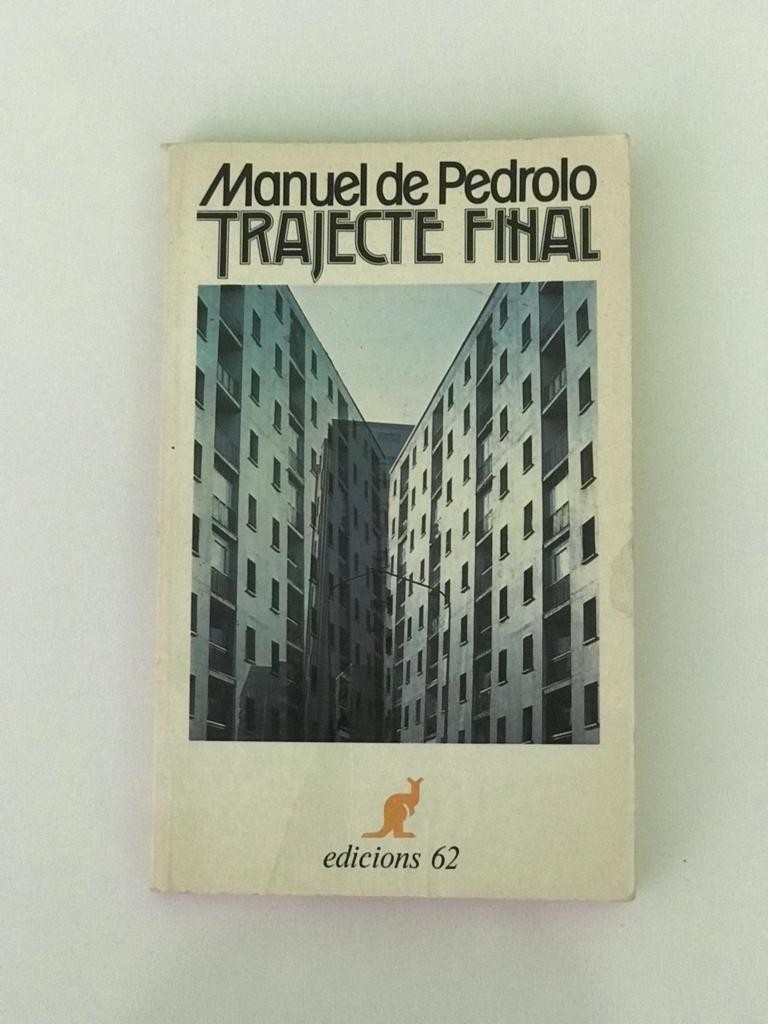 Manuel de Pedrolo
TRAJECTE FINAL
edicions 62